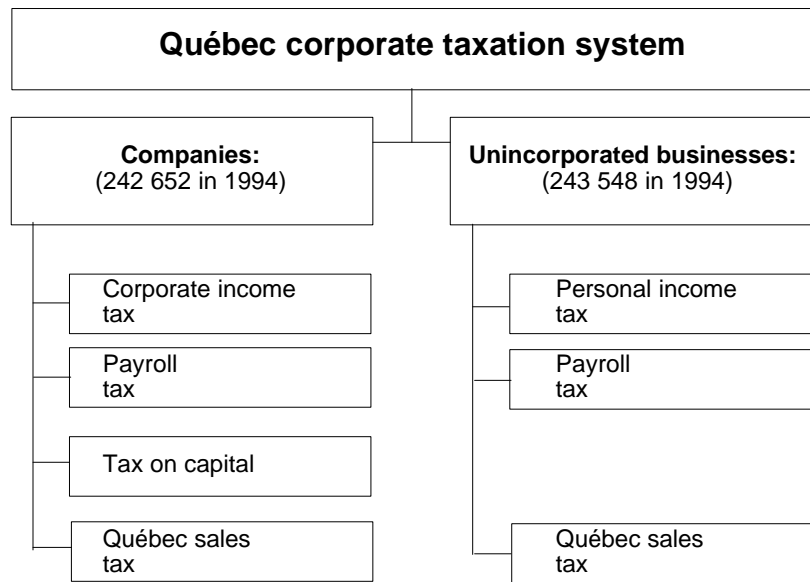 Québec corporate taxation system
Companies:
(242 652 in 1994)
Corporate income
tax
Payroll
tax
Tax on capital
Québec sales
tax
Unincorporated businesses:
(243 548 in 1994)
Personal income
tax
Payroll
tax
Québec sales
tax